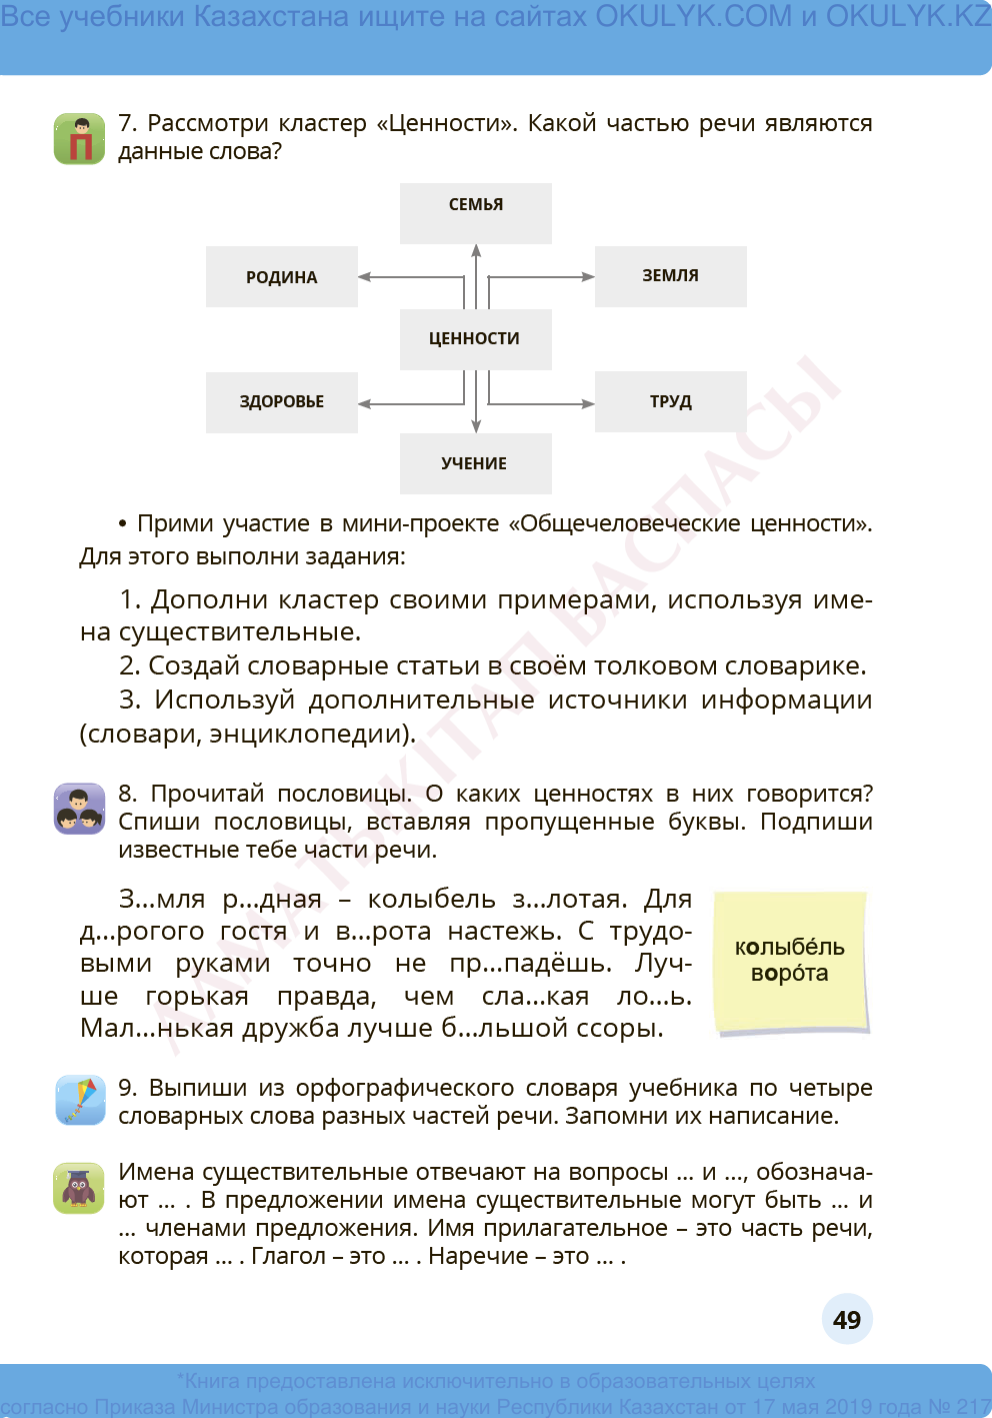 Все учебники Казахстана ищите на сайтах OKULYK.COM и OKULYK.KZ
7. Рассмотри кластер «Ценности». Какой частью речи являются
данные слова?
СЕМЬЯ
РОДИНА
ЗЕМЛЯ
ЦЕННОСТИ
ЗДОРОВЬЕ
ТРУД
УЧЕНИЕ
• Прими участие в мини-проекте «Общечеловеческие ценности».
Для этого выполни задания:
1. Дополни кластер своими примерами, используя име-
на существительные.
2. Создай словарные статьи в своём толковом словарике.
3. Используй дополнительные источники информации
(словари, энциклопедии).
8. Прочитай пословицы. О каких ценностях в них говорится?
Спиши пословицы, вставляя пропущенные буквы. Подпиши
известные тебе части речи.
З...мля р...дная – колыбель з...лотая. Для
д...рогого гостя и в...рота настежь. С трудо-
выми руками точно не пр...падёшь. Луч-
ше горькая правда, чем сла...кая ло...ь.
Мал...нькая дружба лучше б...льшой ссоры.
колыбе́ль
воро́та
9. Выпиши из орфографического словаря учебника по четыре
словарных слова разных частей речи. Запомни их написание.
Имена существительные отвечают на вопросы ... и ..., обознача-
ют ... . В предложении имена существительные могут быть ... и
... членами предложения. Имя прилагательное – это часть речи,
которая ... . Глагол – это ... . Наречие – это ... .
49
АЛМАТЫКІТАП БАСПАСЫ
*Книга предоставлена исключительно в образовательных целях
согласно Приказа Министра образования и науки Республики Казахстан от 17 мая 2019 года № 217